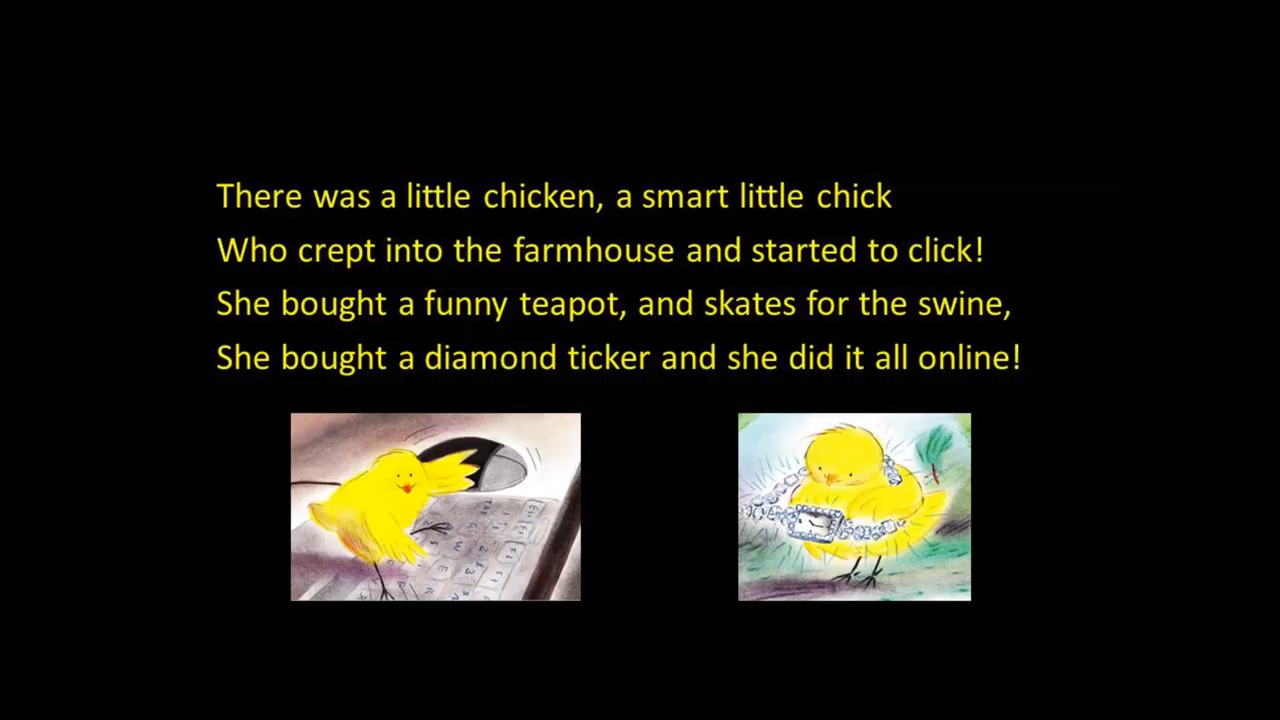 There was a little chicken, a smart little chick
Who crept into the farmhouse and started to click!
She bought a funny teapot, and skates for the swine,
She bought a diamond ticker and she did it all online!